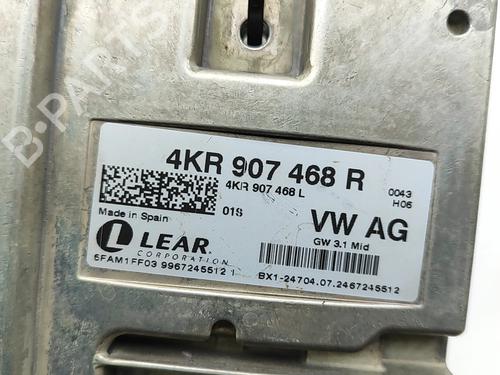 B-PARTS
4KR 907 468 R
4KR 907 468 L
0043
H06
Made in Spain
01S
VW AG
GW 3.1 Mid
LEAR
CORPORATION
5FAM1FF03 9967245512 1
BX1-24704.07.2467245512